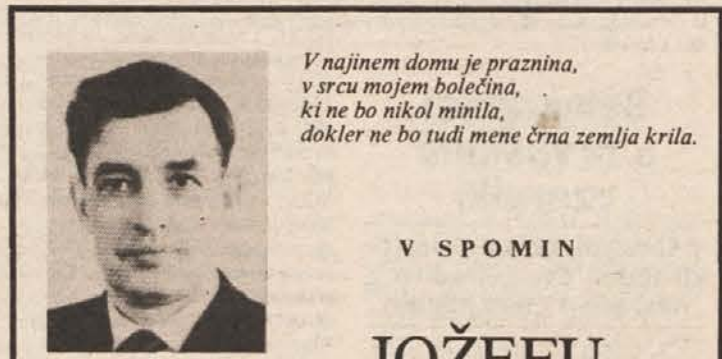 V najinem domu je praznina,
v srcu mojem bolečina,
ki ne bo nikol minila,
dokler ne bo tudi mene črna zemlja krila.
V SPOMIN
JOŽEFU